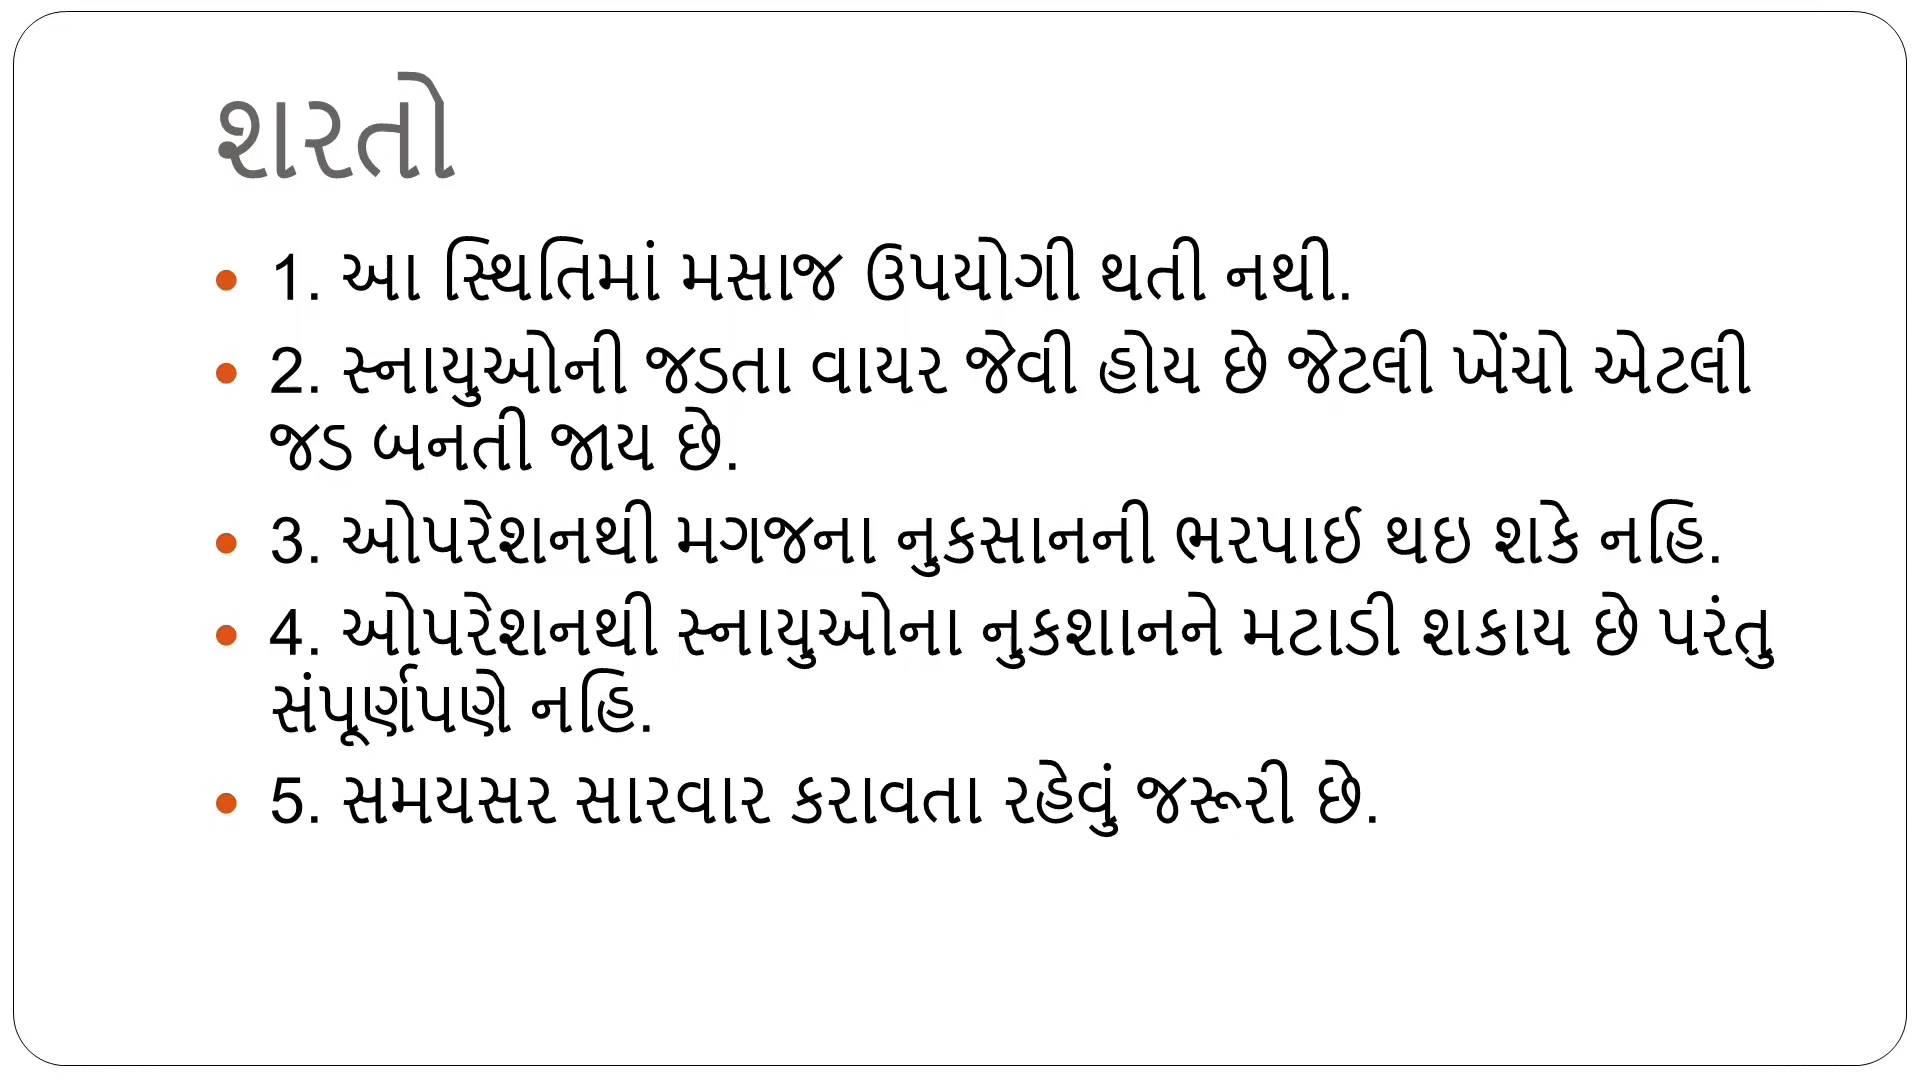 શરતો
• 1. આ સ્થિતિમાં મસાજ ઉપયોગી થતી નથી.
• 2. સ્નાયુઓની જડતા વાયર જેવી હોય છે જેટલી ખેંચો એટલી
જડ બનતી જાય છે.
• 3. ઓપરેશનથી મગજના નુકસાનની ભરપાઈ થઇ શકે નહિ.
• 4. ઓપરેશનથી સ્નાયુઓના નુકશાનને મટાડી શકાય છે પરંતુ
સંપૂર્ણપણે નહિ.
• 5. સમયસર સારવાર કરાવતા રહેવું જરૂરી છે.